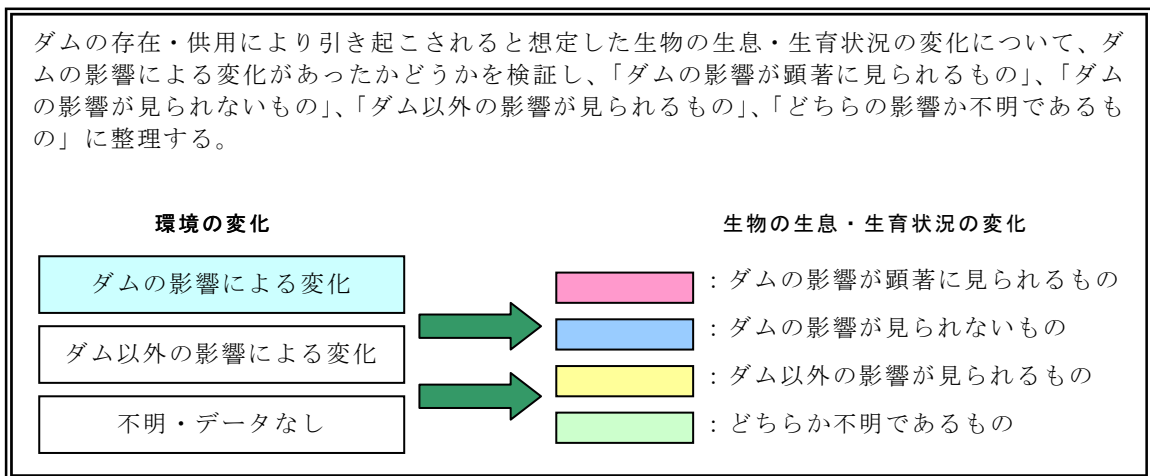 ダムの存在・供用により引き起こされると想定した生物の生息・生育状況の変化について、ダ
ムの影響による変化があったかどうかを検証し、「ダムの影響が顕著に見られるもの」、「ダム
の影響が見られないもの」、「ダム以外の影響が見られるもの」、「どちらの影響か不明であるも
の」に整理する。
環境の変化
ダムの影響による変化
ダム以外の影響による変化
不明・データなし
生物の生息・生育状況の変化
：ダムの影響が顕著に見られるもの
：ダムの影響が見られないもの
：ダム以外の影響が見られるもの
：どちらか不明であるもの